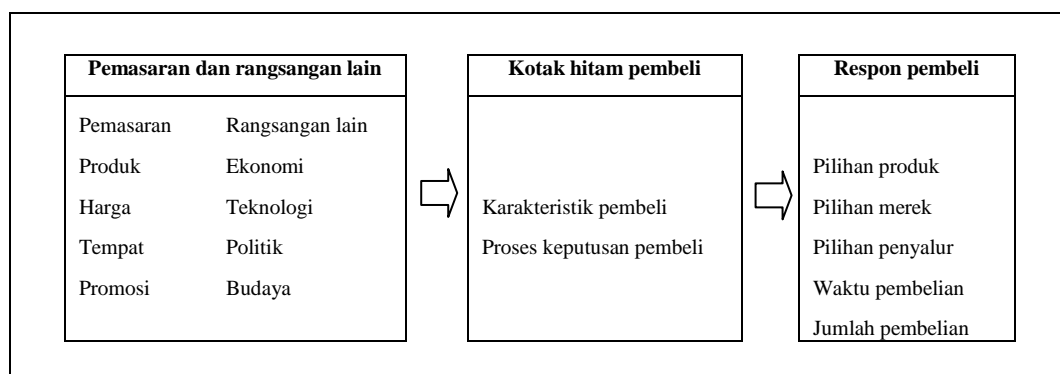 Pemasaran dan rangsangan lain
Pemasaran Rangsangan lain
Produk Ekonomi
Harga Teknologi
Tempat Politik
Promosi Budaya
Kotak hitam pembeli
Karakteristik pembeli
Proses keputusan pembeli
Respon pembeli
Pilihan produk
Pilihan merek
Pilihan penyalur
Waktu pembelian
Jumlah pembelian